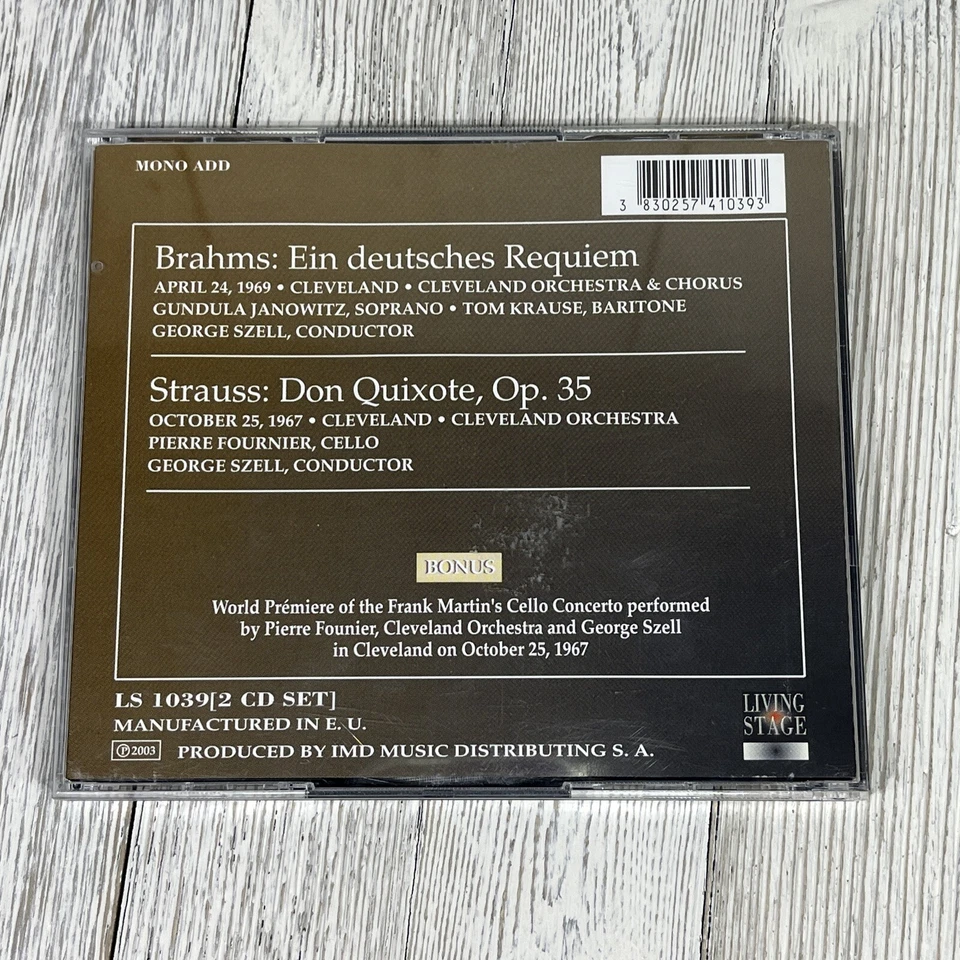 MONO ADD
3 830257 410393
Brahms: Ein deutsches Requiem
APRIL 24, 1969 • CLEVELAND • CLEVELAND ORCHESTRA & CHORUS
GUNDULA JANOWITZ, SOPRANO • TOM KRAUSE, BARITONE
GEORGE SZELL, CONDUCTOR
Strauss: Don Quixote, Op. 35
OCTOBER 25, 1967 • CLEVELAND • CLEVELAND ORCHESTRA
PIERRE FOURNIER, CELLO
GEORGE SZELL, CONDUCTOR
BONUS
World Prémiere of the Frank Martin's Cello Concerto performed
by Pierre Founier, Cleveland Orchestra and George Szell
in Cleveland on October 25, 1967
LS 1039[2 CD SET]
MANUFACTURED IN E. U.
℗ 2003 PRODUCED BY IMD MUSIC DISTRIBUTING S. A.
LIVING
STAGE